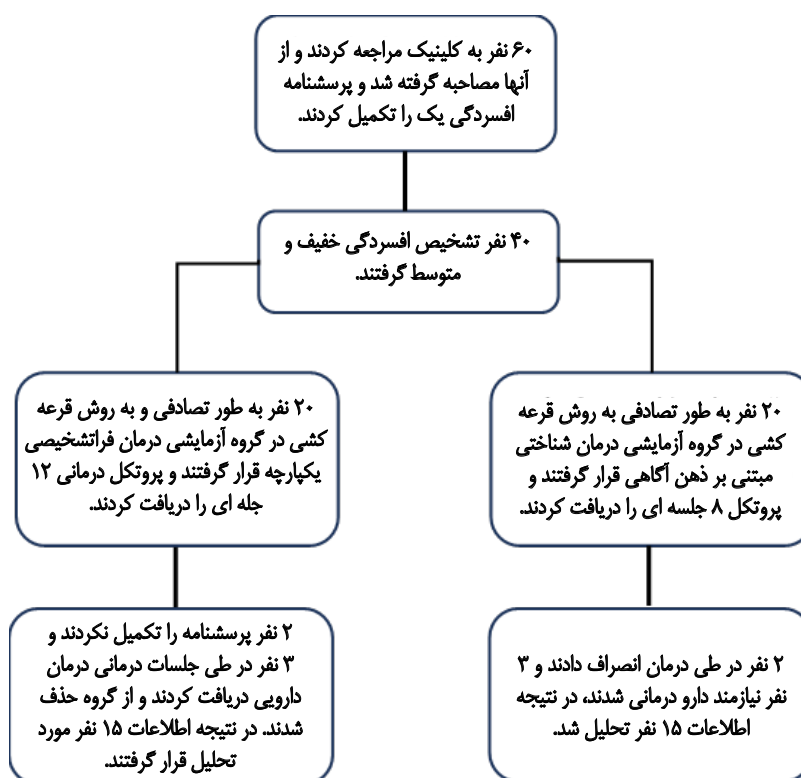 ۶۰ نفر به کلینیک مراجعه کردند و از
آنها مصاحبه گرفته شد و پرسشنامه
افسردگی یک را تکمیل کردند.
۴۰ نفر تشخیص افسردگی خفیف و
متوسط گرفتند.
۲۰ نفر به طور تصادفی به روش قرعه
کشی در گروه آزمایشی درمان شناختی
مبتنی بر ذهن آگاهی قرار گرفتند و
پروتکل ۸ جلسه ای را دریافت کردند.
۲۰ نفر به طور تصادفی و به روش قرعه
کشی در گروه آزمایشی درمان فراتشخیصی
یکپارچه قرار گرفتند و پروتکل درمانی ۱۲
جله ای را دریافت کردند.
۲ نفر در طی درمان انصراف دادند و ۳
نفر نیازمند دارو درمانی شدند، در نتیجه
اطلاعات ۱۵ نفر تحلیل شد.
۲ نفر پرسشنامه را تکمیل نکردند و
۳ نفر در طی جلسات درمانی درمان
دارویی دریافت کردند و از گروه حذف
شدند. در نتیجه اطلاعات ۱۵ نفر مورد
تحلیل قرار گرفتند.